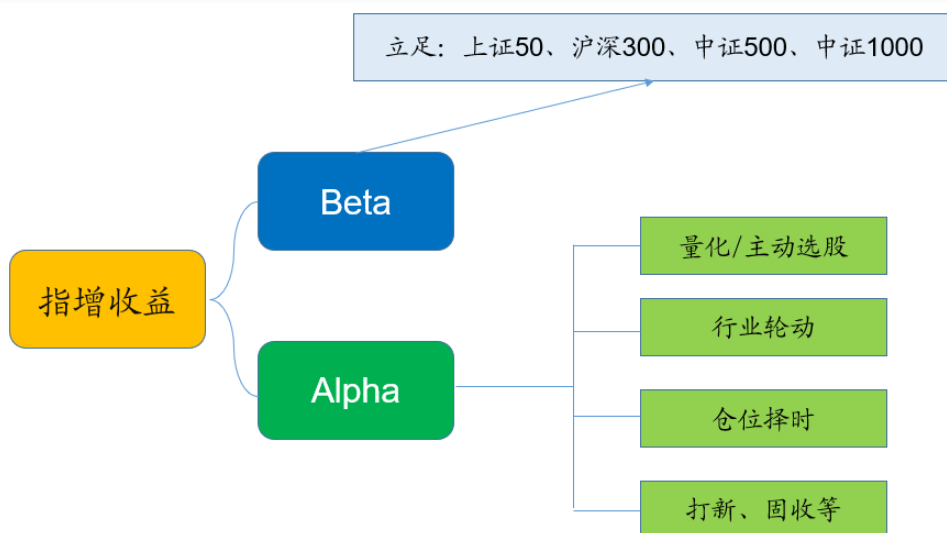 立足：上证50、沪深300、中证500、中证1000
Beta
指增收益
Alpha
量化/主动选股
行业轮动
仓位择时
打新、固收等